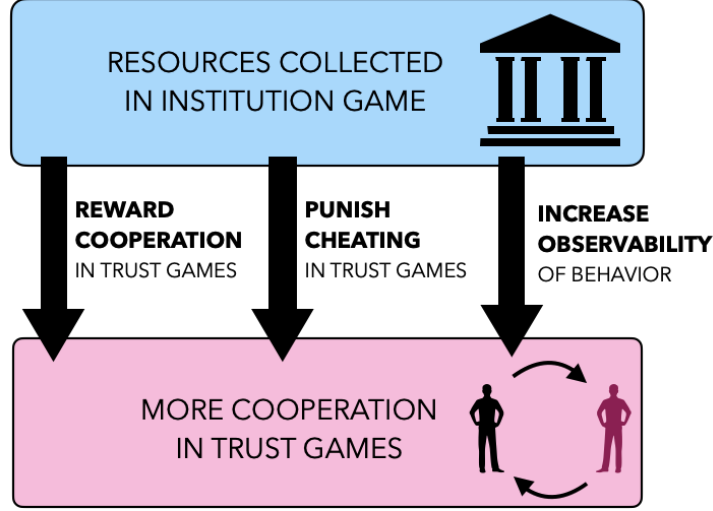 RESOURCES COLLECTED
IN INSTITUTION GAME
REWARD
COOPERATION
IN TRUST GAMES
PUNISH
CHEATING
IN TRUST GAMES
INCREASE
OBSERVABILITY
OF BEHAVIOR
MORE COOPERATION
IN TRUST GAMES